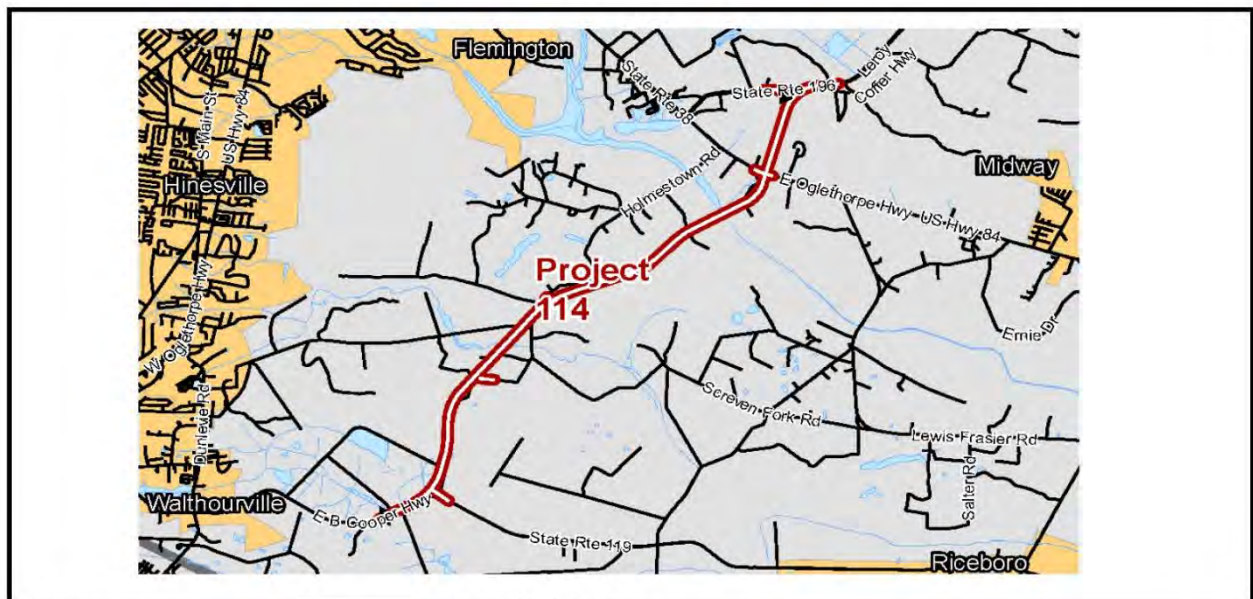 Flemington
Leroy
Coffer Hwy
State Rte 196
State Rte 38
S Main St
US Hwy 84
Midway
Hinesville
Holmestown Rd
E Oglethorpe Hwy US Hwy 84
Project
114
W Oglethorpe Hwy
Ernie Dr
Dunlevie Rd
Screven Fork Rd
Lewis Frasier Rd
Salter Rd
Walthourville
E B Cooper Hwy
State Rte 119
Riceboro